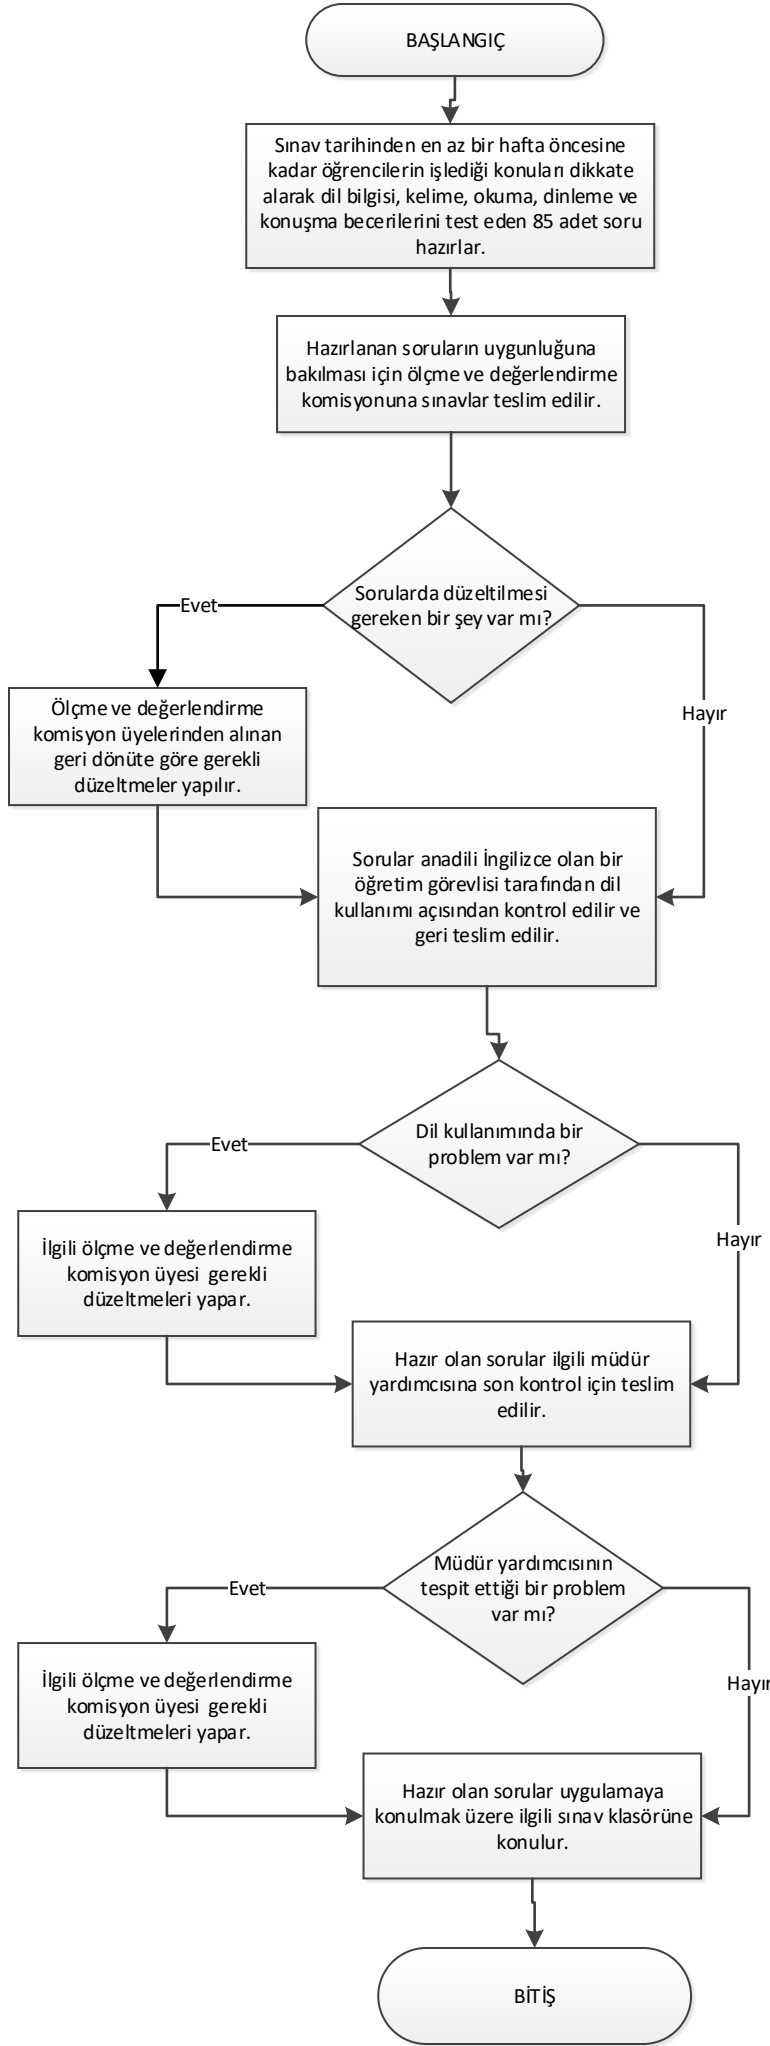 BAŞLANGIÇ
Sınav tarihinden en az bir hafta öncesine
kadar öğrencilerin işlediği konuları dikkate
alarak dil bilgisi, kelime, okuma, dinleme ve
konuşma becerilerini test eden 85 adet soru
hazırlar.
Hazırlanan soruların uygunluğuna
bakılması için ölçme ve değerlendirme
komisyonuna sınavlar teslim edilir.
Sorularda düzeltilmesi
gereken bir şey var mı?
Evet
Hayır
Ölçme ve değerlendirme
komisyon üyelerinden alınan
geri dönüte göre gerekli
düzeltmeler yapılır.
Sorular anadili İngilizce olan bir
öğretim görevlisi tarafından dil
kullanımı açısından kontrol edilir ve
geri teslim edilir.
Dil kullanımında bir
problem var mı?
Evet
Hayır
İlgili ölçme ve değerlendirme
komisyon üyesi gerekli
düzeltmeleri yapar.
Hazır olan sorular ilgili müdür
yardımcısına son kontrol için teslim
edilir.
Müdür yardımcısının
tespit ettiği bir problem
var mı?
Evet
Hayır
İlgili ölçme ve değerlendirme
komisyon üyesi gerekli
düzeltmeleri yapar.
Hazır olan sorular uygulamaya
konulmak üzere ilgili sınav klasörüne
konulur.
BİTİŞ